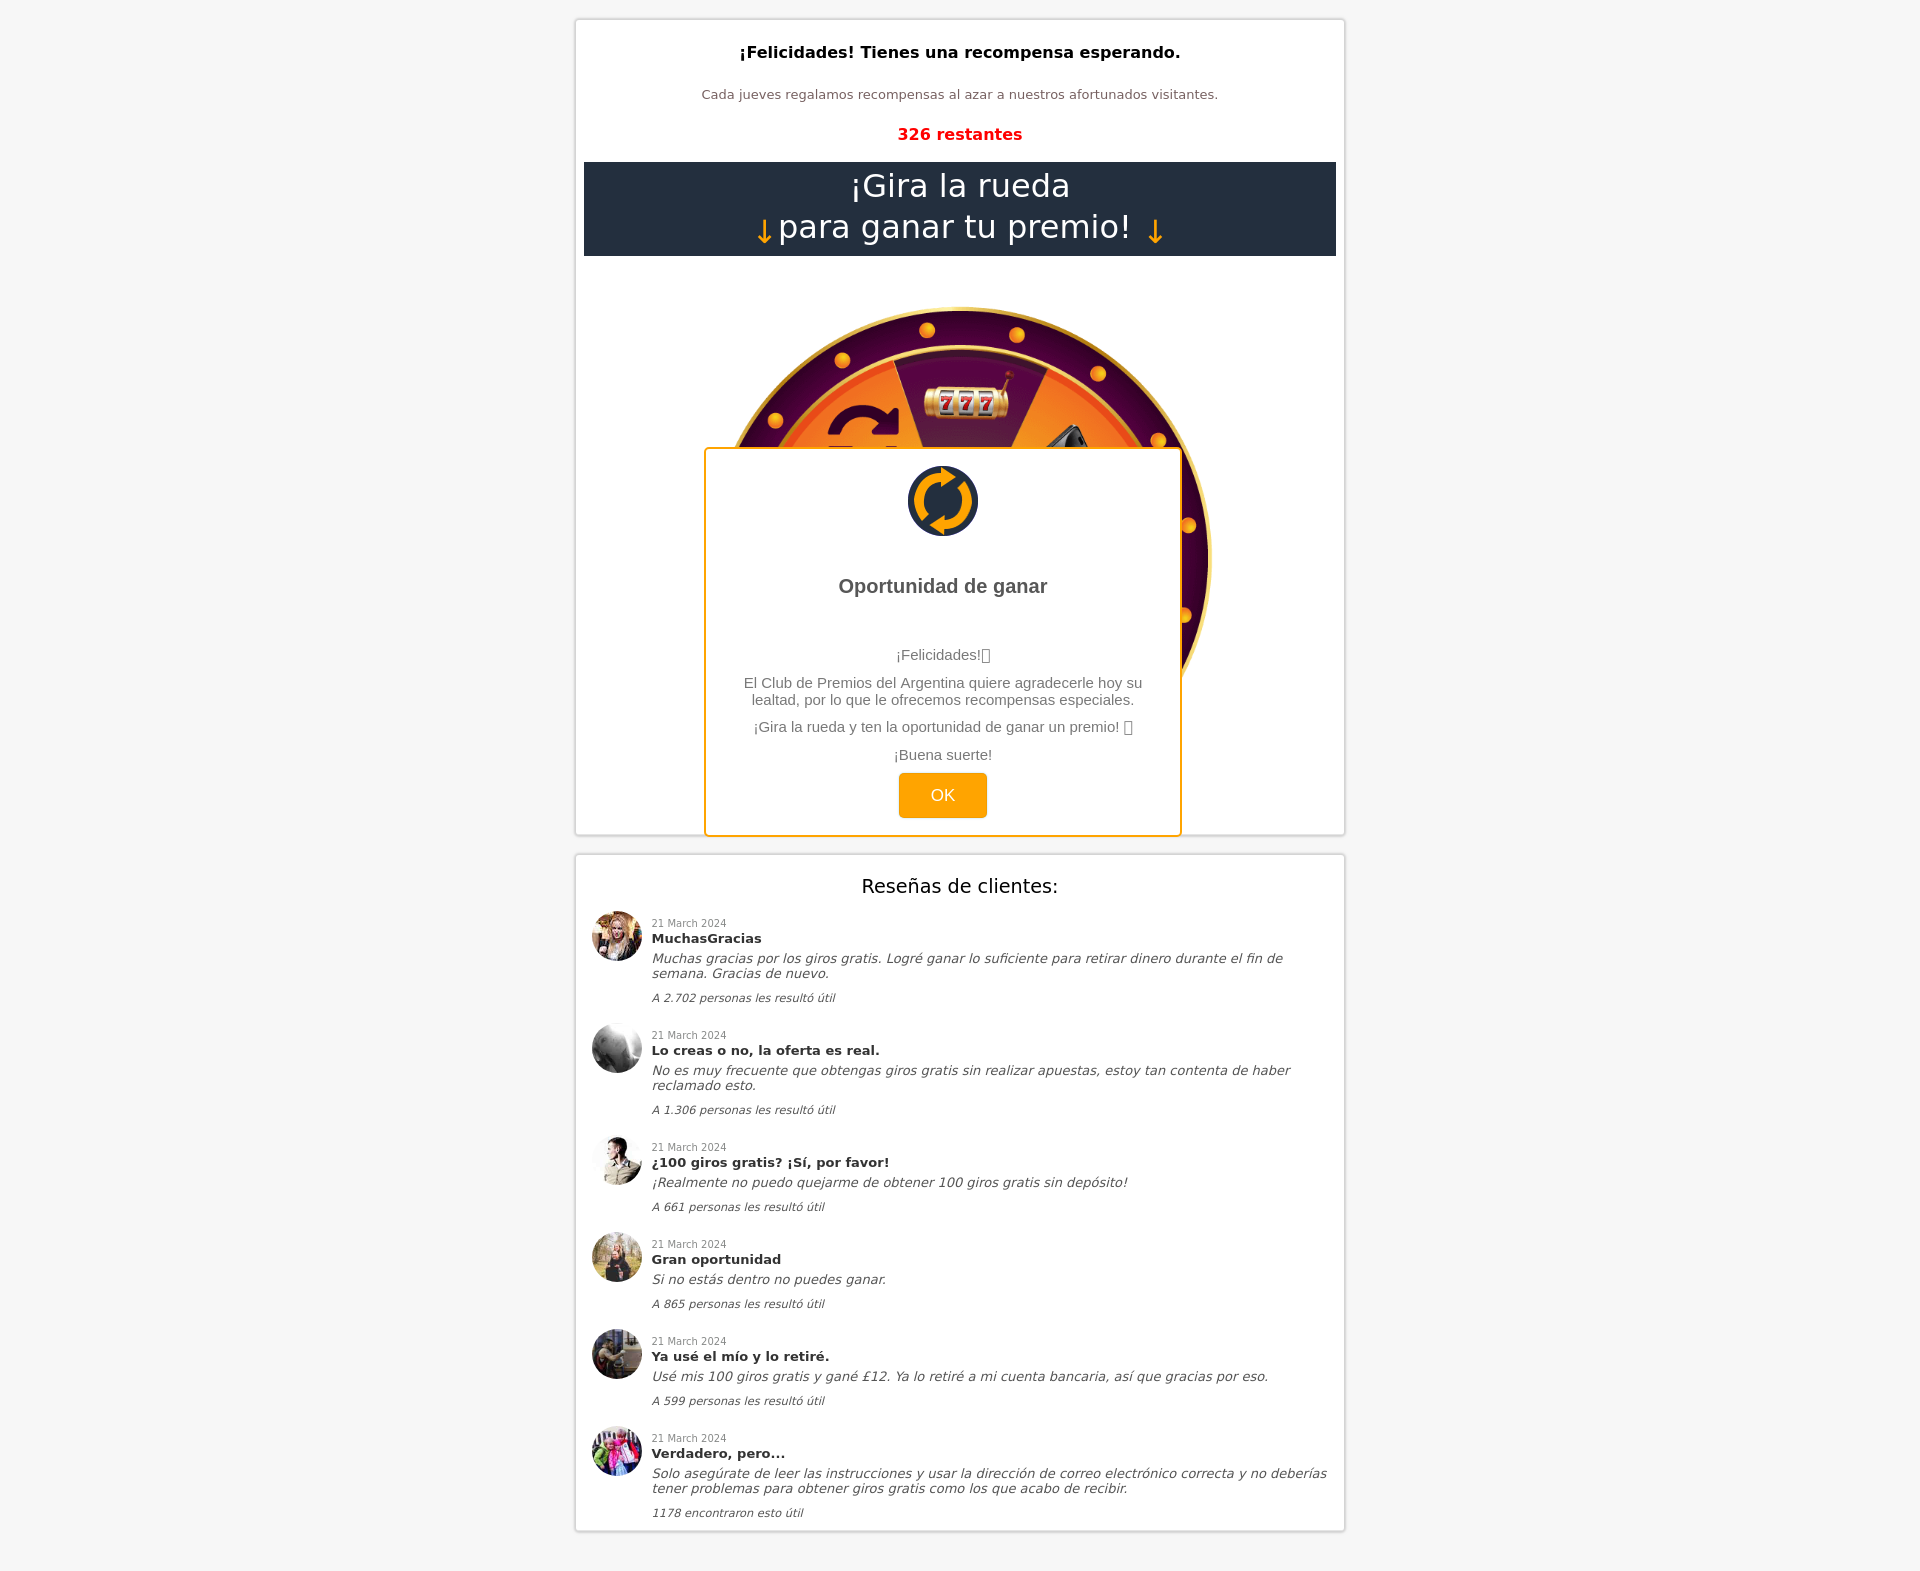 ¡Felicidades! Tienes una recompensa esperando.
Cada jueves regalamos recompensas al azar a nuestros afortunados visitantes.
326 restantes
¡Gira la rueda
↓para ganar tu premio! ↓
7 7 7
Oportunidad de ganar
¡Felicidades!
El Club de Premios del Argentina quiere agradecerle hoy su
lealtad, por lo que le ofrecemos recompensas especiales.
¡Gira la rueda y ten la oportunidad de ganar un premio!
¡Buena suerte!
OK
Reseñas de clientes:
21 March 2024
MuchasGracias
Muchas gracias por los giros gratis. Logré ganar lo suficiente para retirar dinero durante el fin de
semana. Gracias de nuevo.
A 2.702 personas les resultó útil
21 March 2024
Lo creas o no, la oferta es real.
No es muy frecuente que obtengas giros gratis sin realizar apuestas, estoy tan contenta de haber
reclamado esto.
A 1.306 personas les resultó útil
21 March 2024
¿100 giros gratis? ¡Sí, por favor!
¡Realmente no puedo quejarme de obtener 100 giros gratis sin depósito!
A 661 personas les resultó útil
21 March 2024
Gran oportunidad
Si no estás dentro no puedes ganar.
A 865 personas les resultó útil
21 March 2024
Ya usé el mío y lo retiré.
Usé mis 100 giros gratis y gané £12. Ya lo retiré a mi cuenta bancaria, así que gracias por eso.
A 599 personas les resultó útil
21 March 2024
Verdadero, pero...
Solo asegúrate de leer las instrucciones y usar la dirección de correo electrónico correcta y no deberías
tener problemas para obtener giros gratis como los que acabo de recibir.
1178 encontraron esto útil